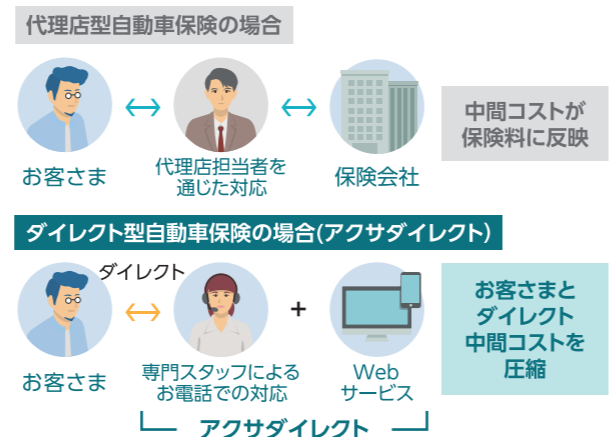 代理店型自動車保険の場合
お客さま
代理店担当者を
通じた対応
保険会社
中間コストが
保険料に反映
ダイレクト型自動車保険の場合(アクサダイレクト)
ダイレクト
お客さま
専門スタッフによる
お電話での対応
+
Web
サービス
お客さまと
ダイレクト
中間コストを
圧縮
アクサダイレクト